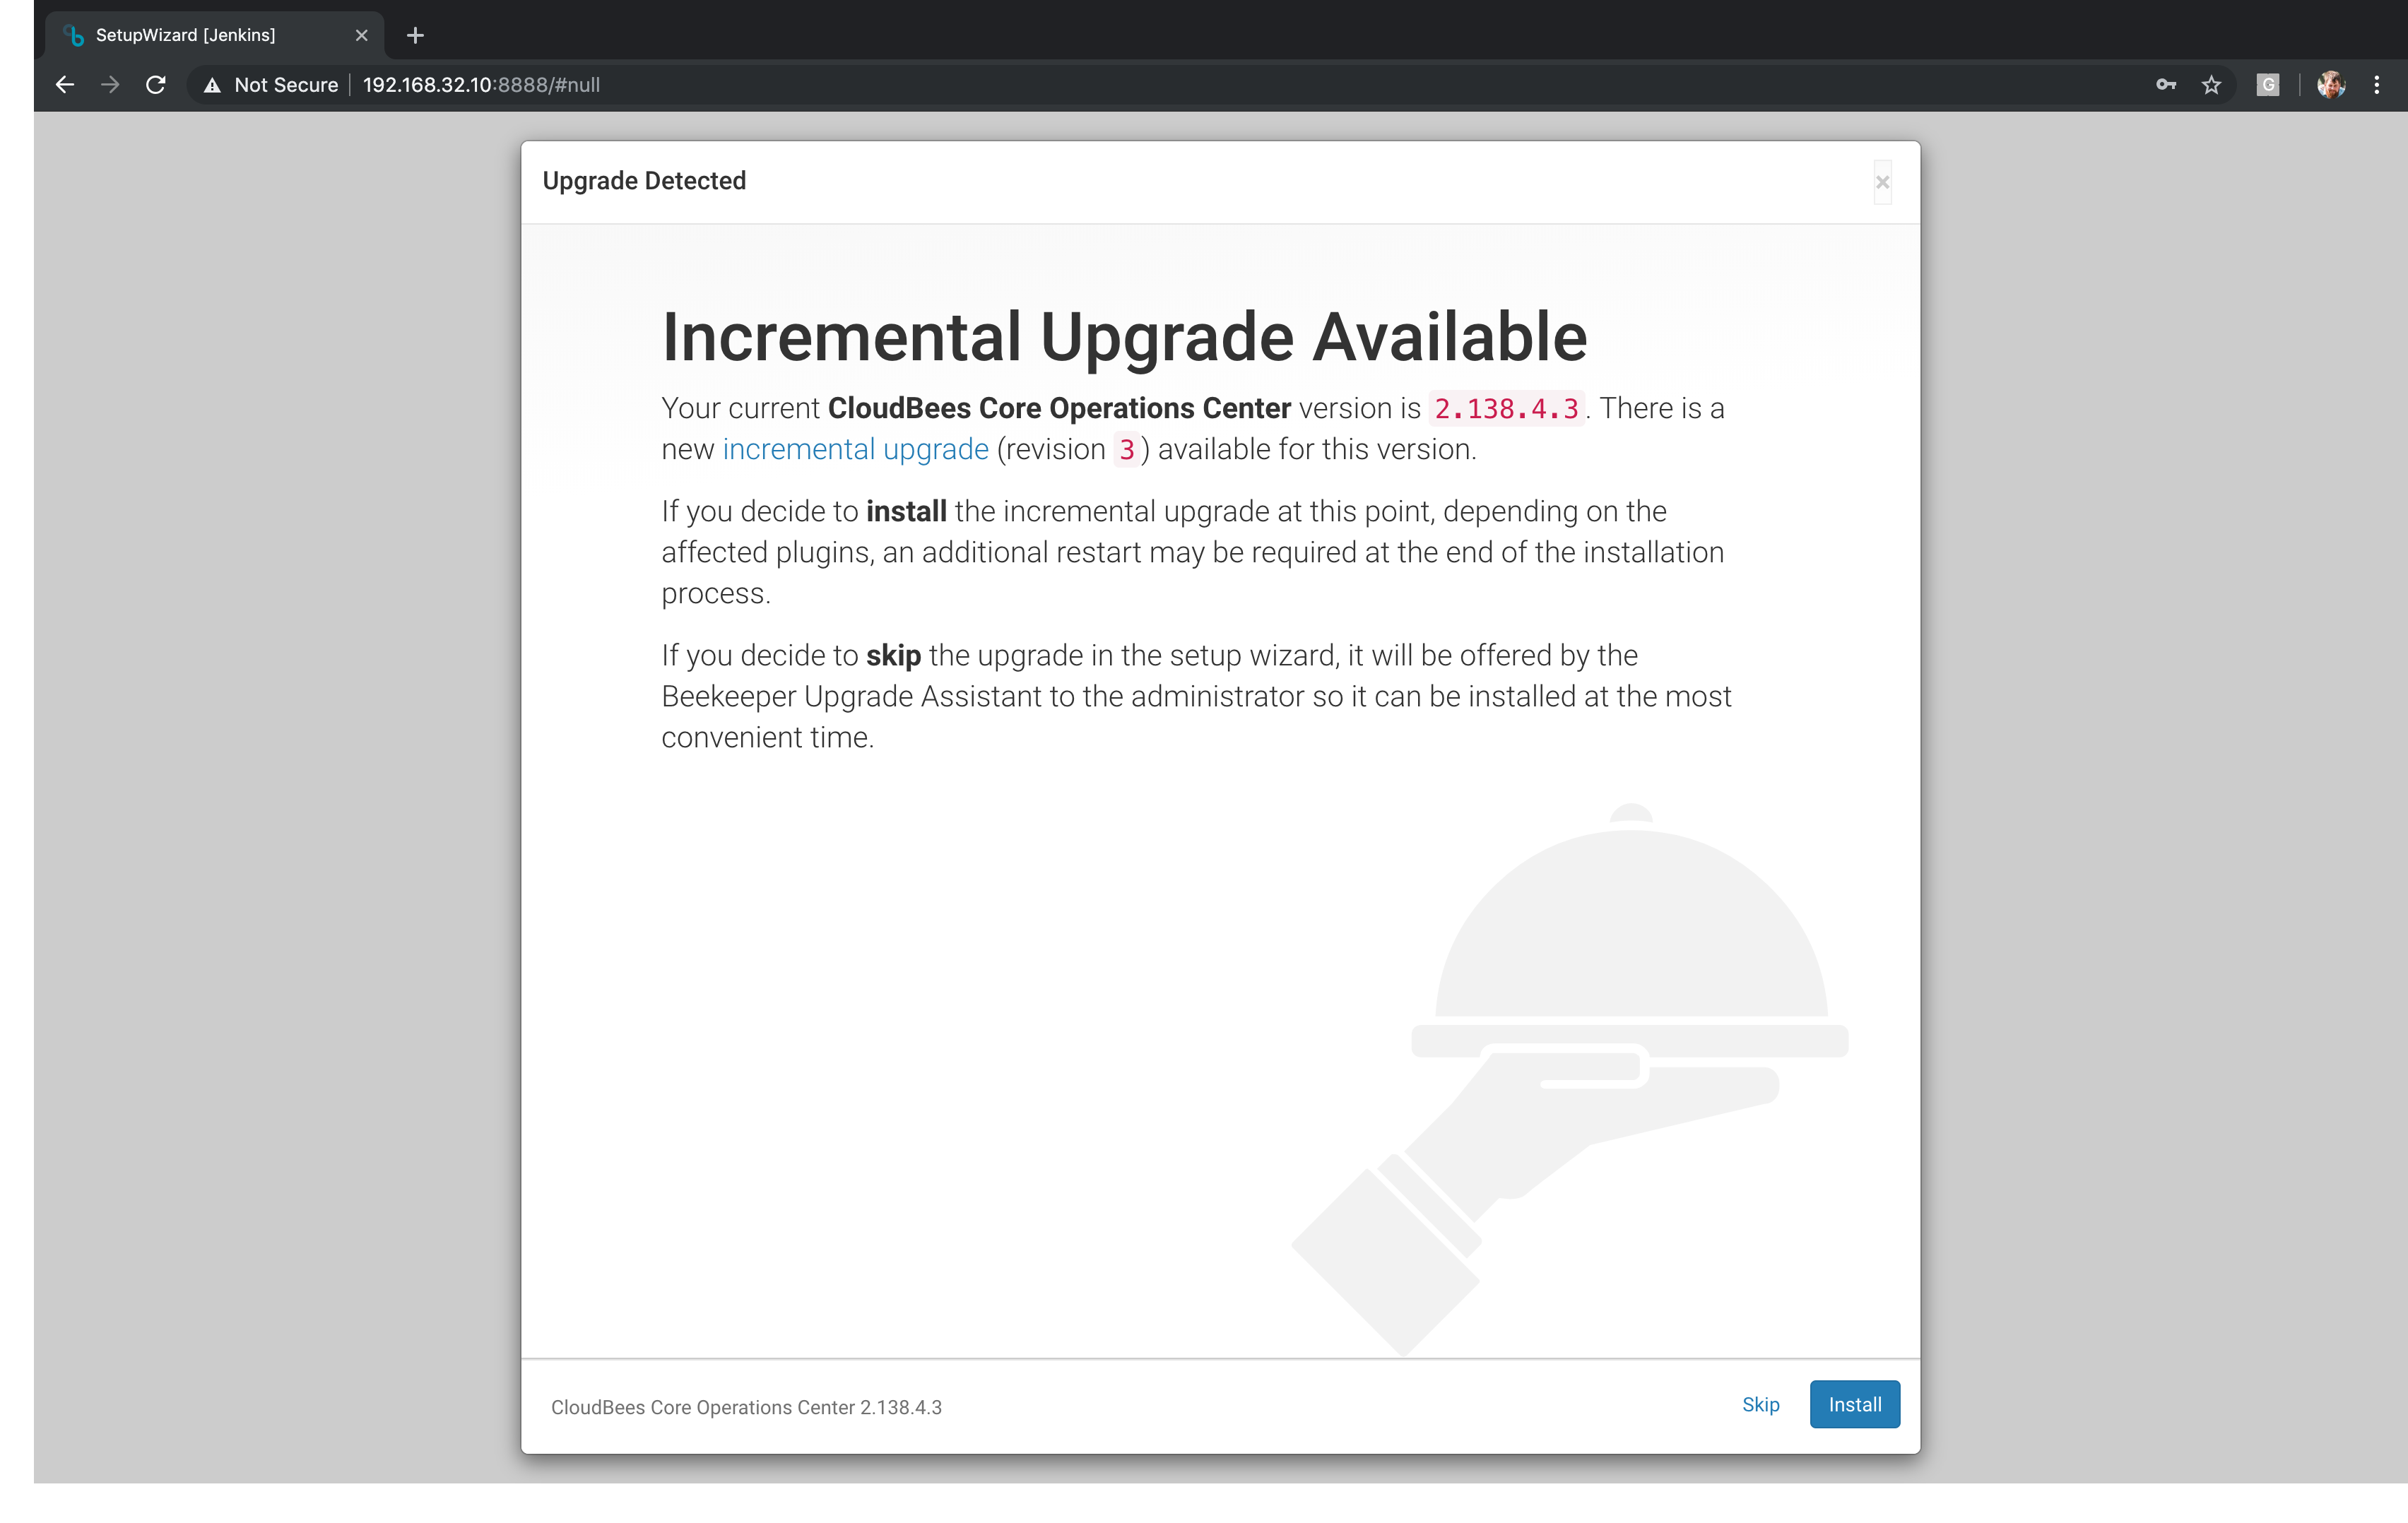 SetupWizard [Jenkins]
Not Secure 192.168.32.10:8888/#null
G
Upgrade Detected
Incremental Upgrade Available
Your current CloudBees Core Operations Center version is 2.138.4.3. There is a
new incremental upgrade (revision 3) available for this version.
If you decide to install the incremental upgrade at this point, depending on the
affected plugins, an additional restart may be required at the end of the installation
process.
If you decide to skip the upgrade in the setup wizard, it will be offered by the
Beekeeper Upgrade Assistant to the administrator so it can be installed at the most
convenient time.
CloudBees Core Operations Center 2.138.4.3
Skip
Install